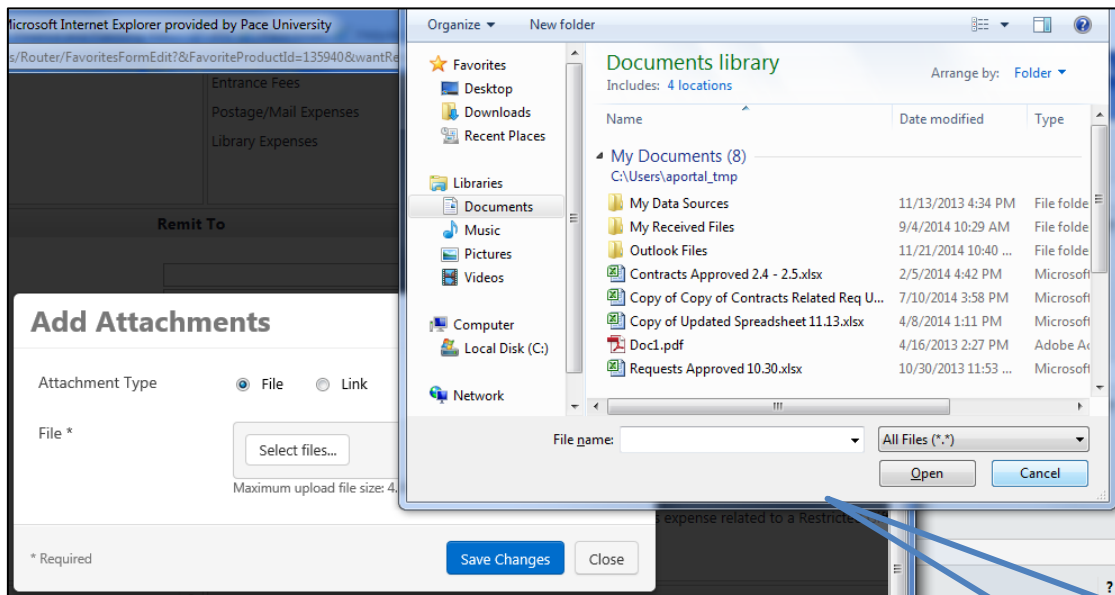 Microsoft Internet Explorer provided by Pace University
s/Router/FavoritesFormEdit?&FavoriteProductId=135940&wantRe
Entrance Fees
Postage/Mail Expenses
Library Expenses
Remit To
Organize New folder
Favorites
Desktop
Downloads
Recent Places
Libraries
Documents
Music
Pictures
Videos
Computer
Local Disk (C:)
Network
Documents library
Includes: 4 locations
Arrange by: Folder
Name Date modified Type
My Documents (8)
C:\Users\aportal_tmp
My Data Sources 11/13/2013 4:34 PM File folde
My Received Files 9/4/2014 10:29 AM File folde
Outlook Files 11/21/2014 10:40 ... File folde
Contracts Approved 2.4 - 2.5.xlsx 2/5/2014 4:42 PM Microsoft
Copy of Copy of Contracts Related Req U... 7/10/2014 3:58 PM Microsoft
Copy of Updated Spreadsheet 11.13.xlsx 4/8/2014 1:11 PM Microsoft
Doc1.pdf 4/16/2013 2:27 PM Adobe Ac
Requests Approved 10.30.xlsx 10/30/2013 11:53 ... Microsoft
File name: All Files (*.*)
Open Cancel
Add Attachments
Attachment Type File Link
File *
Select files...
Maximum upload file size: 4.
s expense related to a Restricte
* Required
Save Changes Close
?